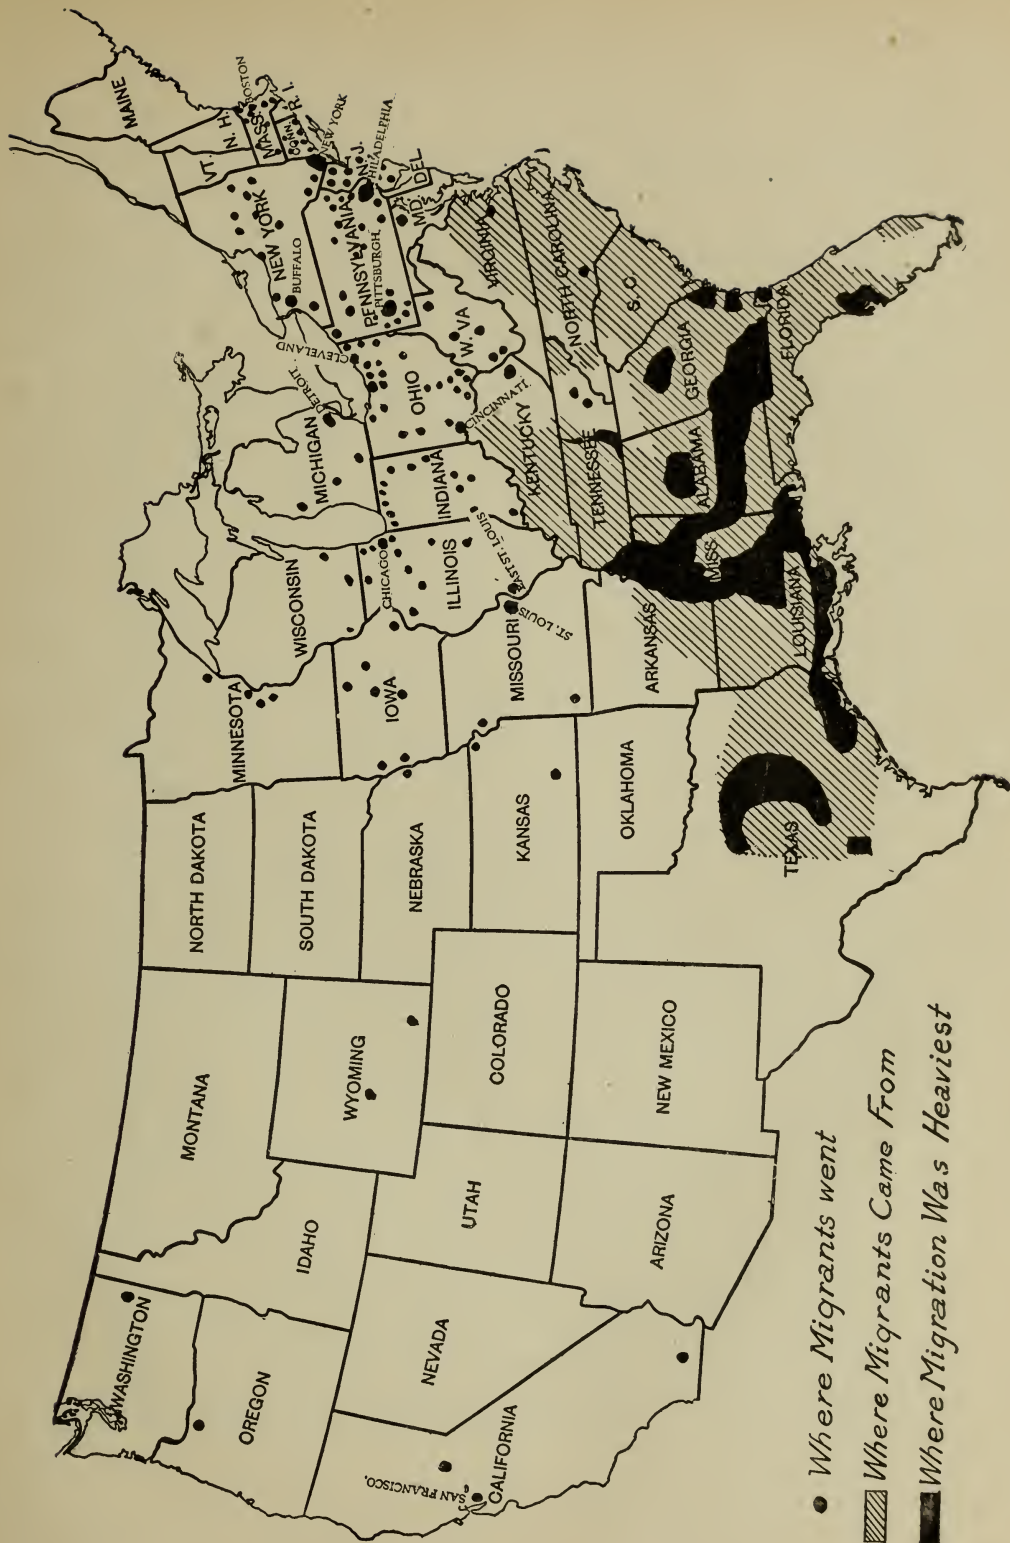 WASHINGTON
OREGON
CALIFORNIA
SAN FRANCISCO.
NEVADA
IDAHO
MONTANA
WYOMING
UTAH
ARIZONA
COLORADO
NEW MEXICO
NORTH DAKOTA
SOUTH DAKOTA
NEBRASKA
KANSAS
OKLAHOMA
TEXAS
MINNESOTA
IOWA
MISSOURI
ST. LOUIS
ARKANSAS
LOUISIANA
WISCONSIN
ILLINOIS
CHICAGO
EAST ST. LOUIS
MICHIGAN
DETROIT
INDIANA
OHIO
CLEVELAND
CINCINNATI.
KENTUCKY
TENNESSEE
MISS
ALABAMA
GEORGIA
FLORIDA
S. C.
NORTH CAROLINA
VIRGINIA
W. VA
MD.
DEL
PENNSYLVANIA
PITTSBURGH.
PHILADELPHIA.
N. J.
NEW YORK
BUFFALO
NEW YORK
CONN.
R. I.
MASS.
BOSTON
VT.
N. H.
MAINE
Where Migrants went
Where Migrants Came From
Where Migration Was Heaviest